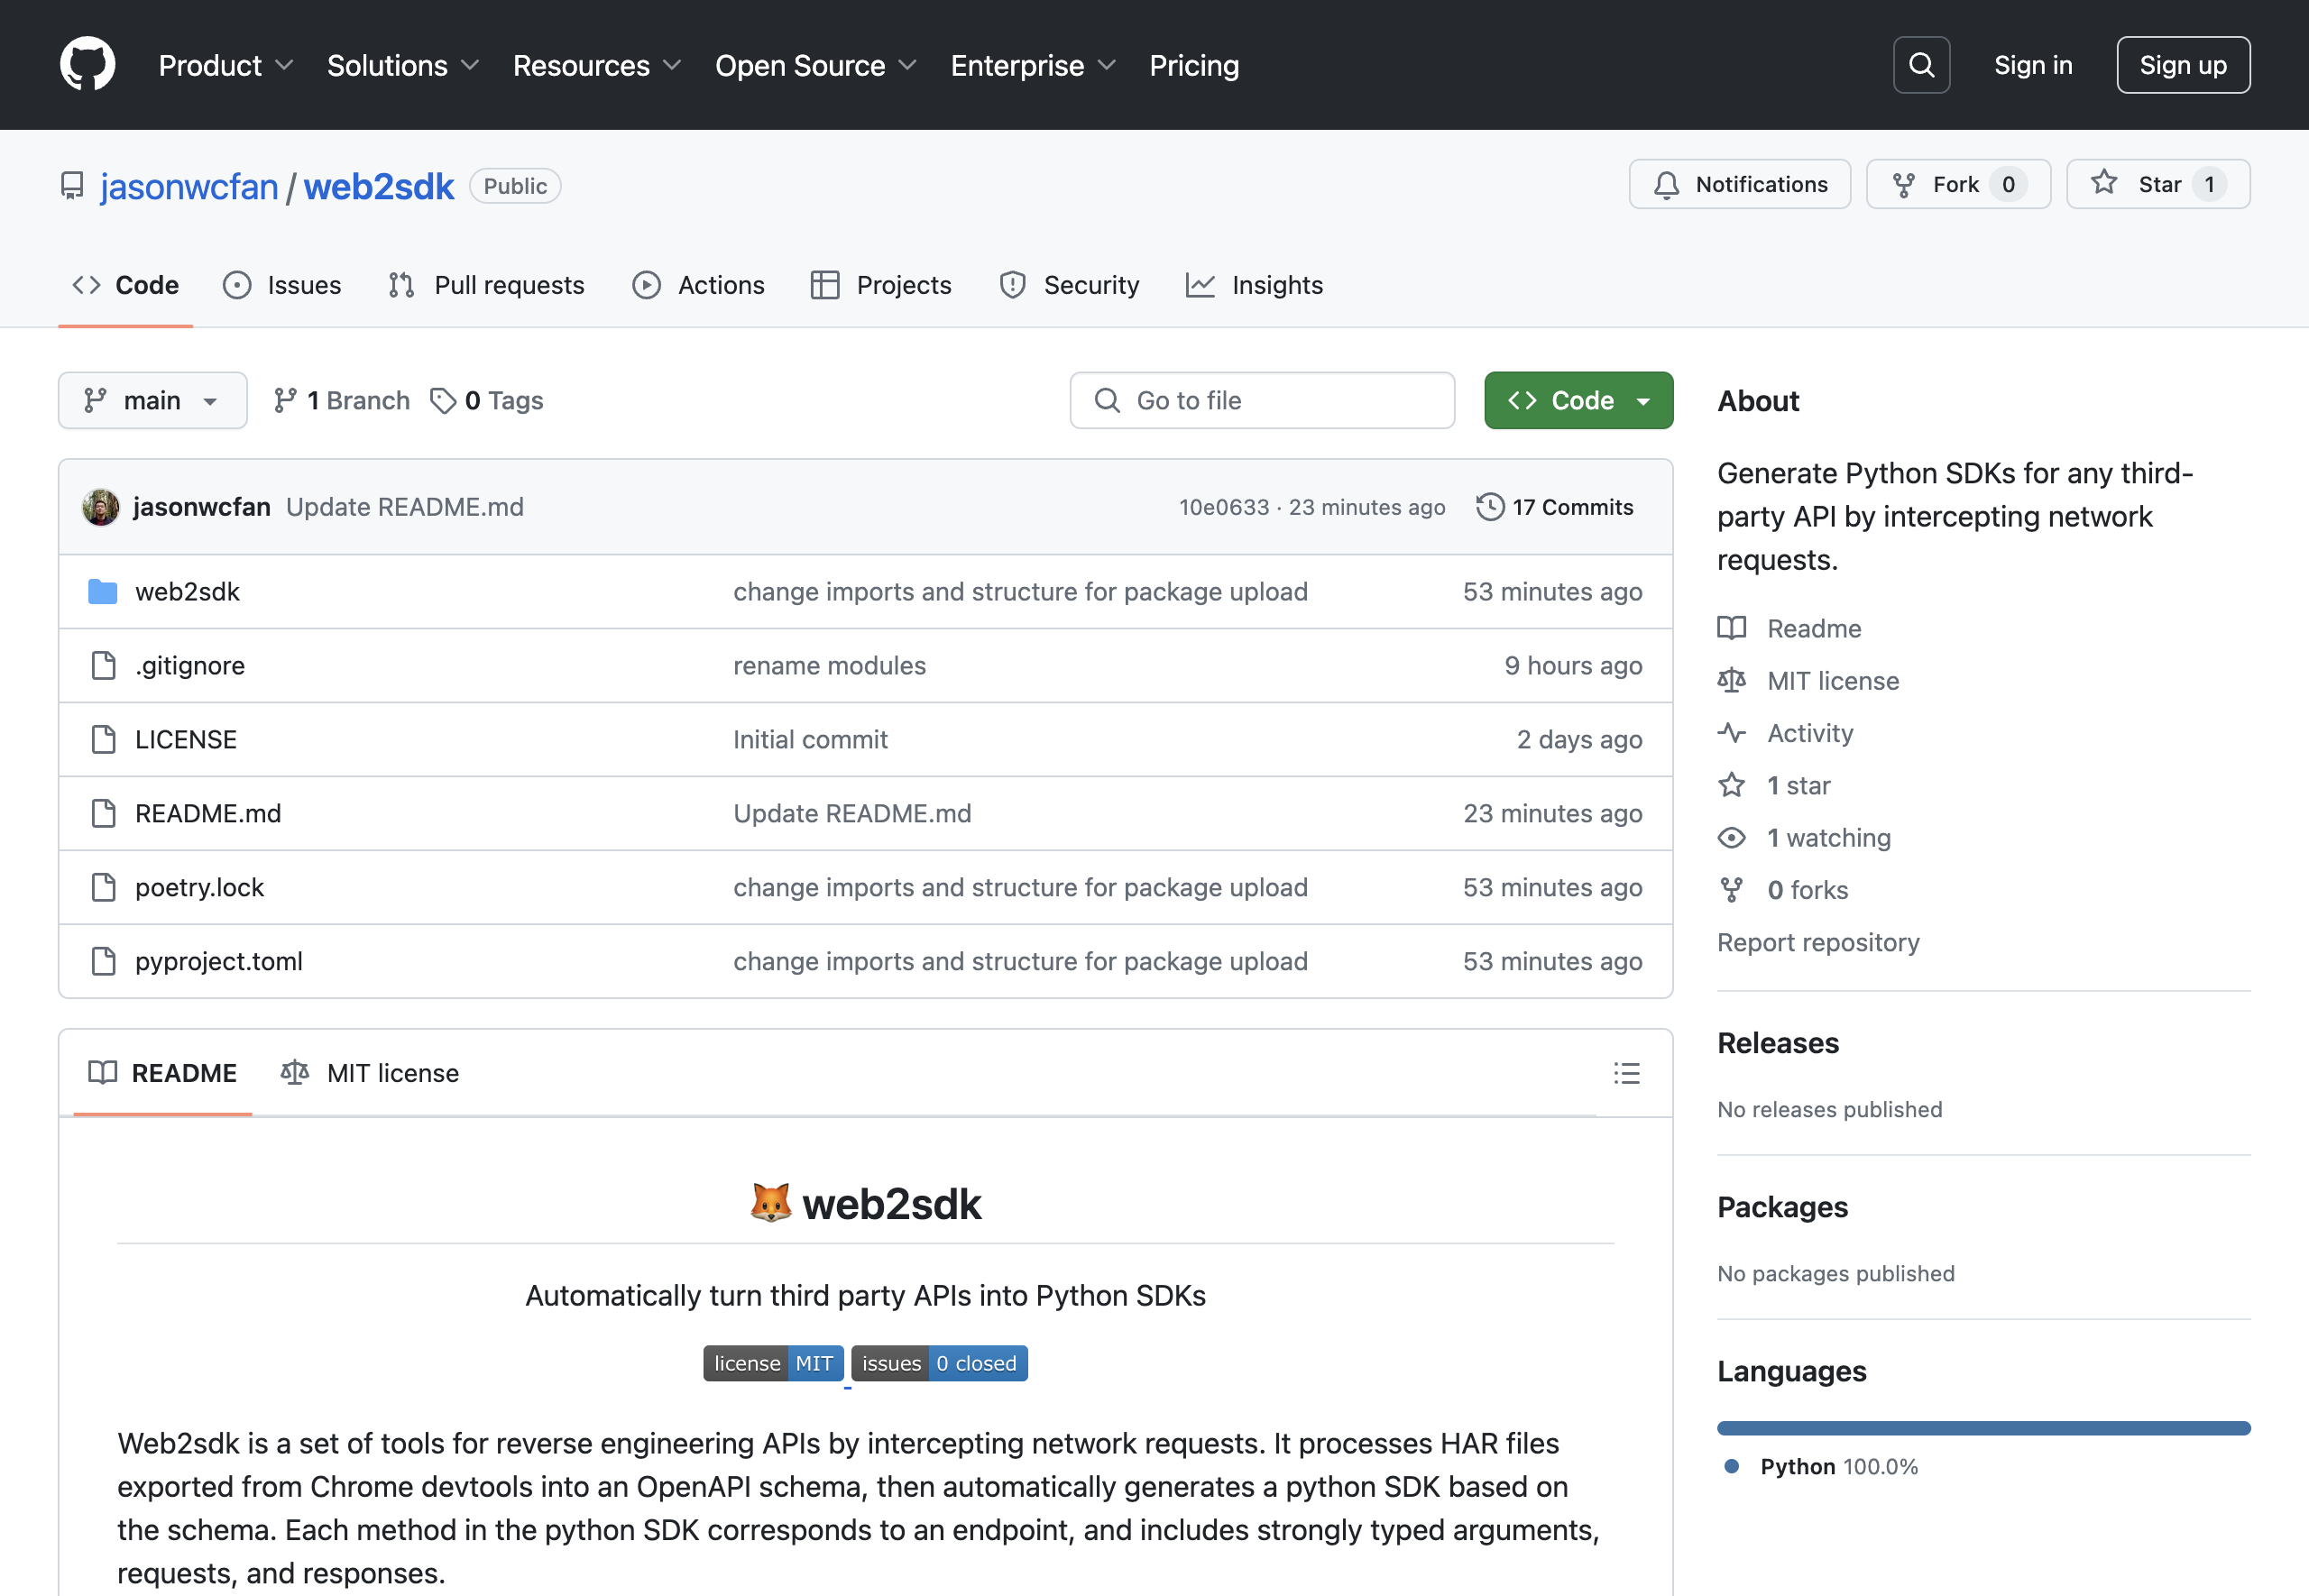 Product Solutions Resources Open Source Enterprise Pricing Sign in Sign up
jasonwcfan / web2sdk Public Notifications Fork 0 Star 1
Code Issues Pull requests Actions Projects Security Insights
main 1 Branch 0 Tags Go to file Code
jasonwcfan Update README.md 10e0633 · 23 minutes ago 17 Commits
web2sdk change imports and structure for package upload 53 minutes ago
.gitignore rename modules 9 hours ago
LICENSE Initial commit 2 days ago
README.md Update README.md 23 minutes ago
poetry.lock change imports and structure for package upload 53 minutes ago
pyproject.toml change imports and structure for package upload 53 minutes ago
README MIT license
web2sdk
Automatically turn third party APIs into Python SDKs
license MIT issues 0 closed
Web2sdk is a set of tools for reverse engineering APIs by intercepting network requests. It processes HAR files
exported from Chrome devtools into an OpenAPI schema, then automatically generates a python SDK based on
the schema. Each method in the python SDK corresponds to an endpoint, and includes strongly typed arguments,
requests, and responses.
About
Generate Python SDKs for any third-
party API by intercepting network
requests.
Readme
MIT license
Activity
1 star
1 watching
0 forks
Report repository
Releases
No releases published
Packages
No packages published
Languages
Python 100.0%